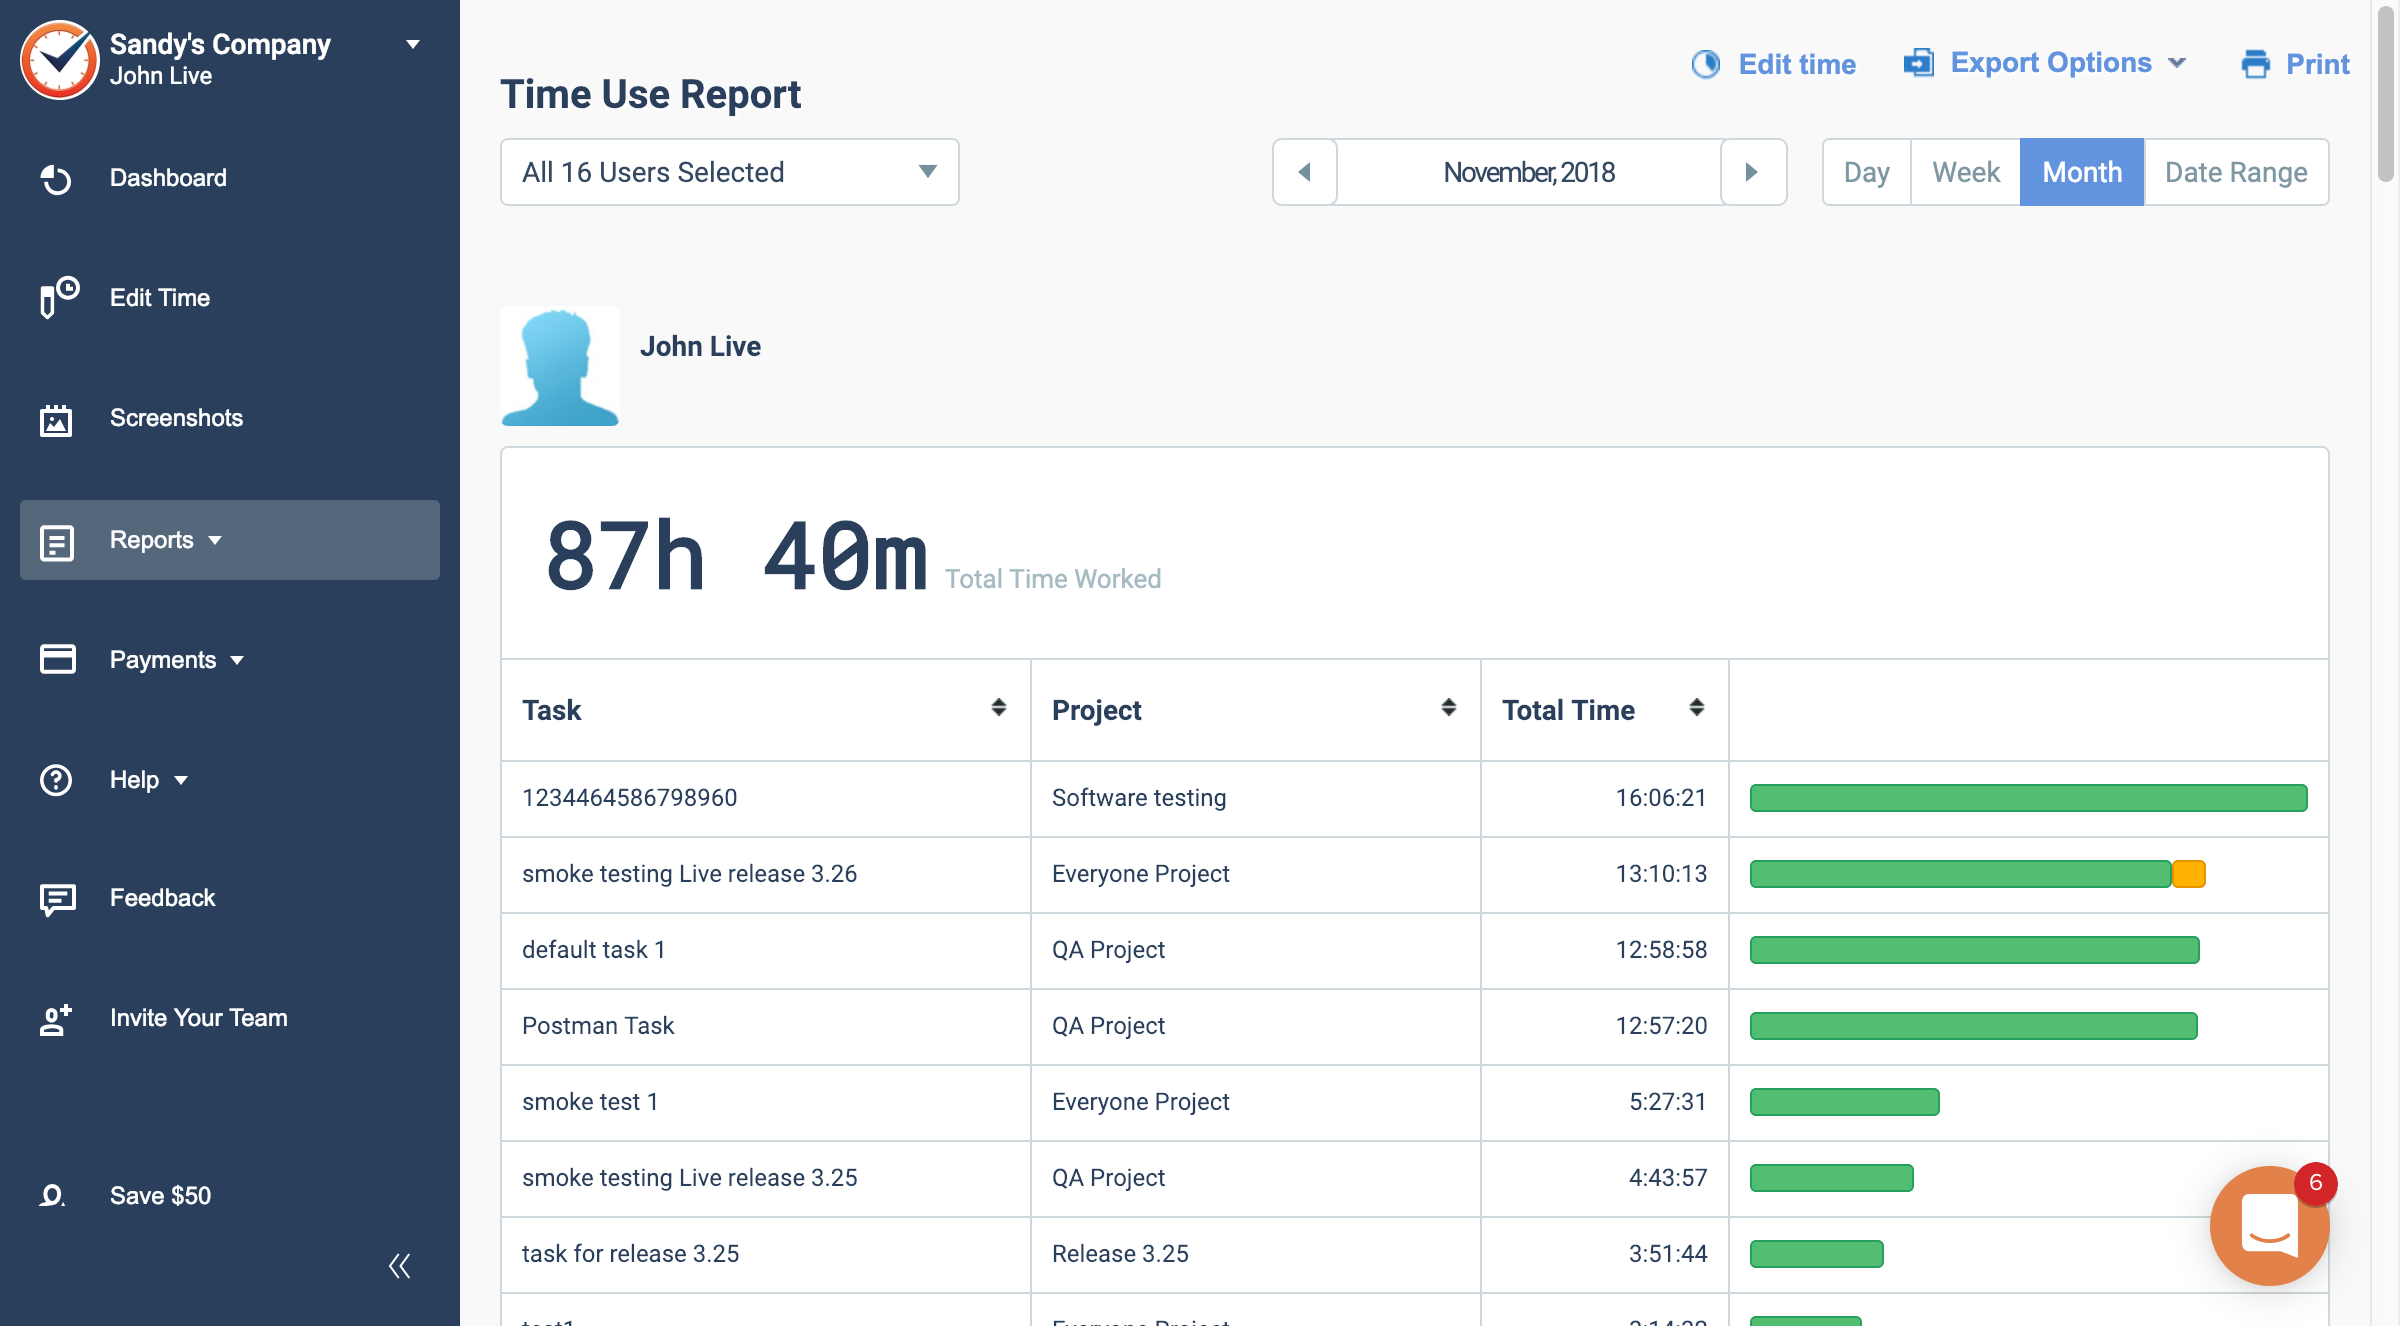 Sandy's Company
John Live
Dashboard
Edit Time
Screenshots
Reports
Payments
Help
Feedback
Invite Your Team
Save $50
Edit time
Export Options
Print
Time Use Report
All 16 Users Selected
November, 2018
Day
Week
Month
Date Range
John Live
87h 40m Total Time Worked
Task Project Total Time
1234464586798960 Software testing 16:06:21
smoke testing Live release 3.26 Everyone Project 13:10:13
default task 1 QA Project 12:58:58
Postman Task QA Project 12:57:20
smoke test 1 Everyone Project 5:27:31
smoke testing Live release 3.25 QA Project 4:43:57
task for release 3.25 Release 3.25 3:51:44
test1 Everyone Project
6